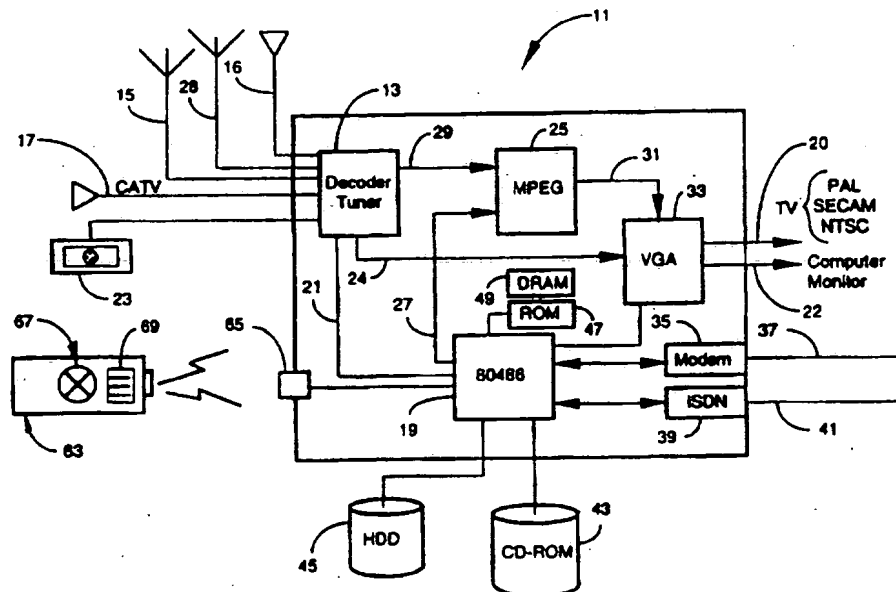 11
16
28
15
13
29
25
31
20
17
CATV
Decoder
Tuner
MPEG
33
TV
PAL
SECAM
NTSC
VGA
Computer
Monitor
22
23
24
21
27
49
DRAM
ROM
47
35
37
67
69
65
80486
Modem
ISDN
19
39
41
63
HDD
45
CD-ROM
43